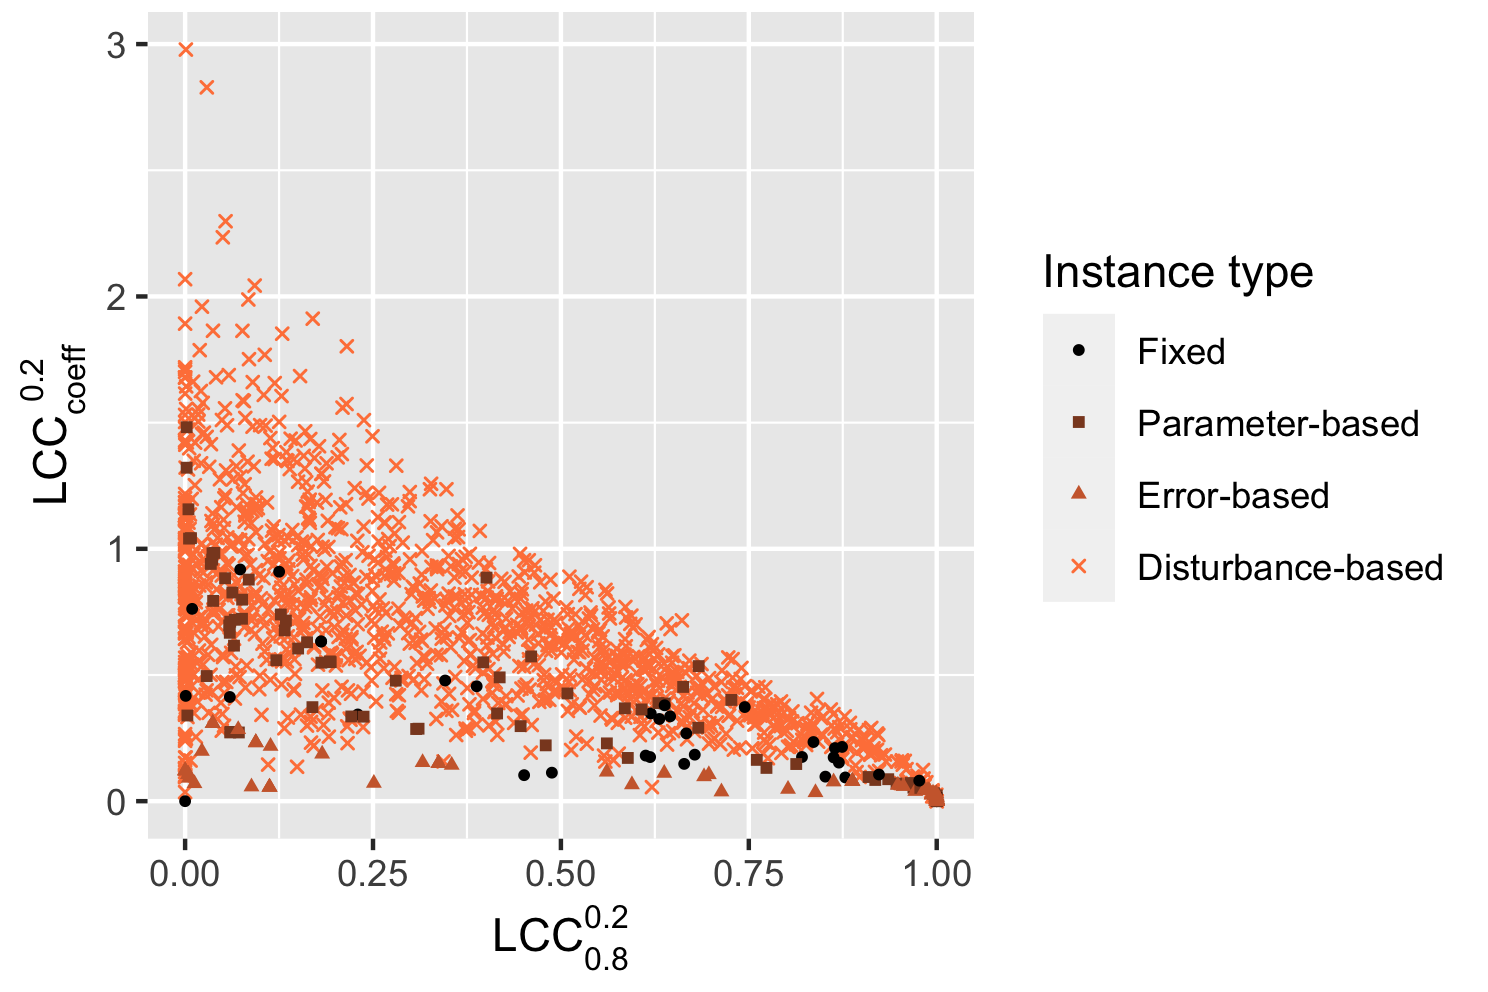 3
2
1
0
LCC^{0.2}_{coeff}
0.00 0.25 0.50 0.75 1.00
LCC^{0.2}_{0.8}
Instance type
Fixed
Parameter-based
Error-based
Disturbance-based